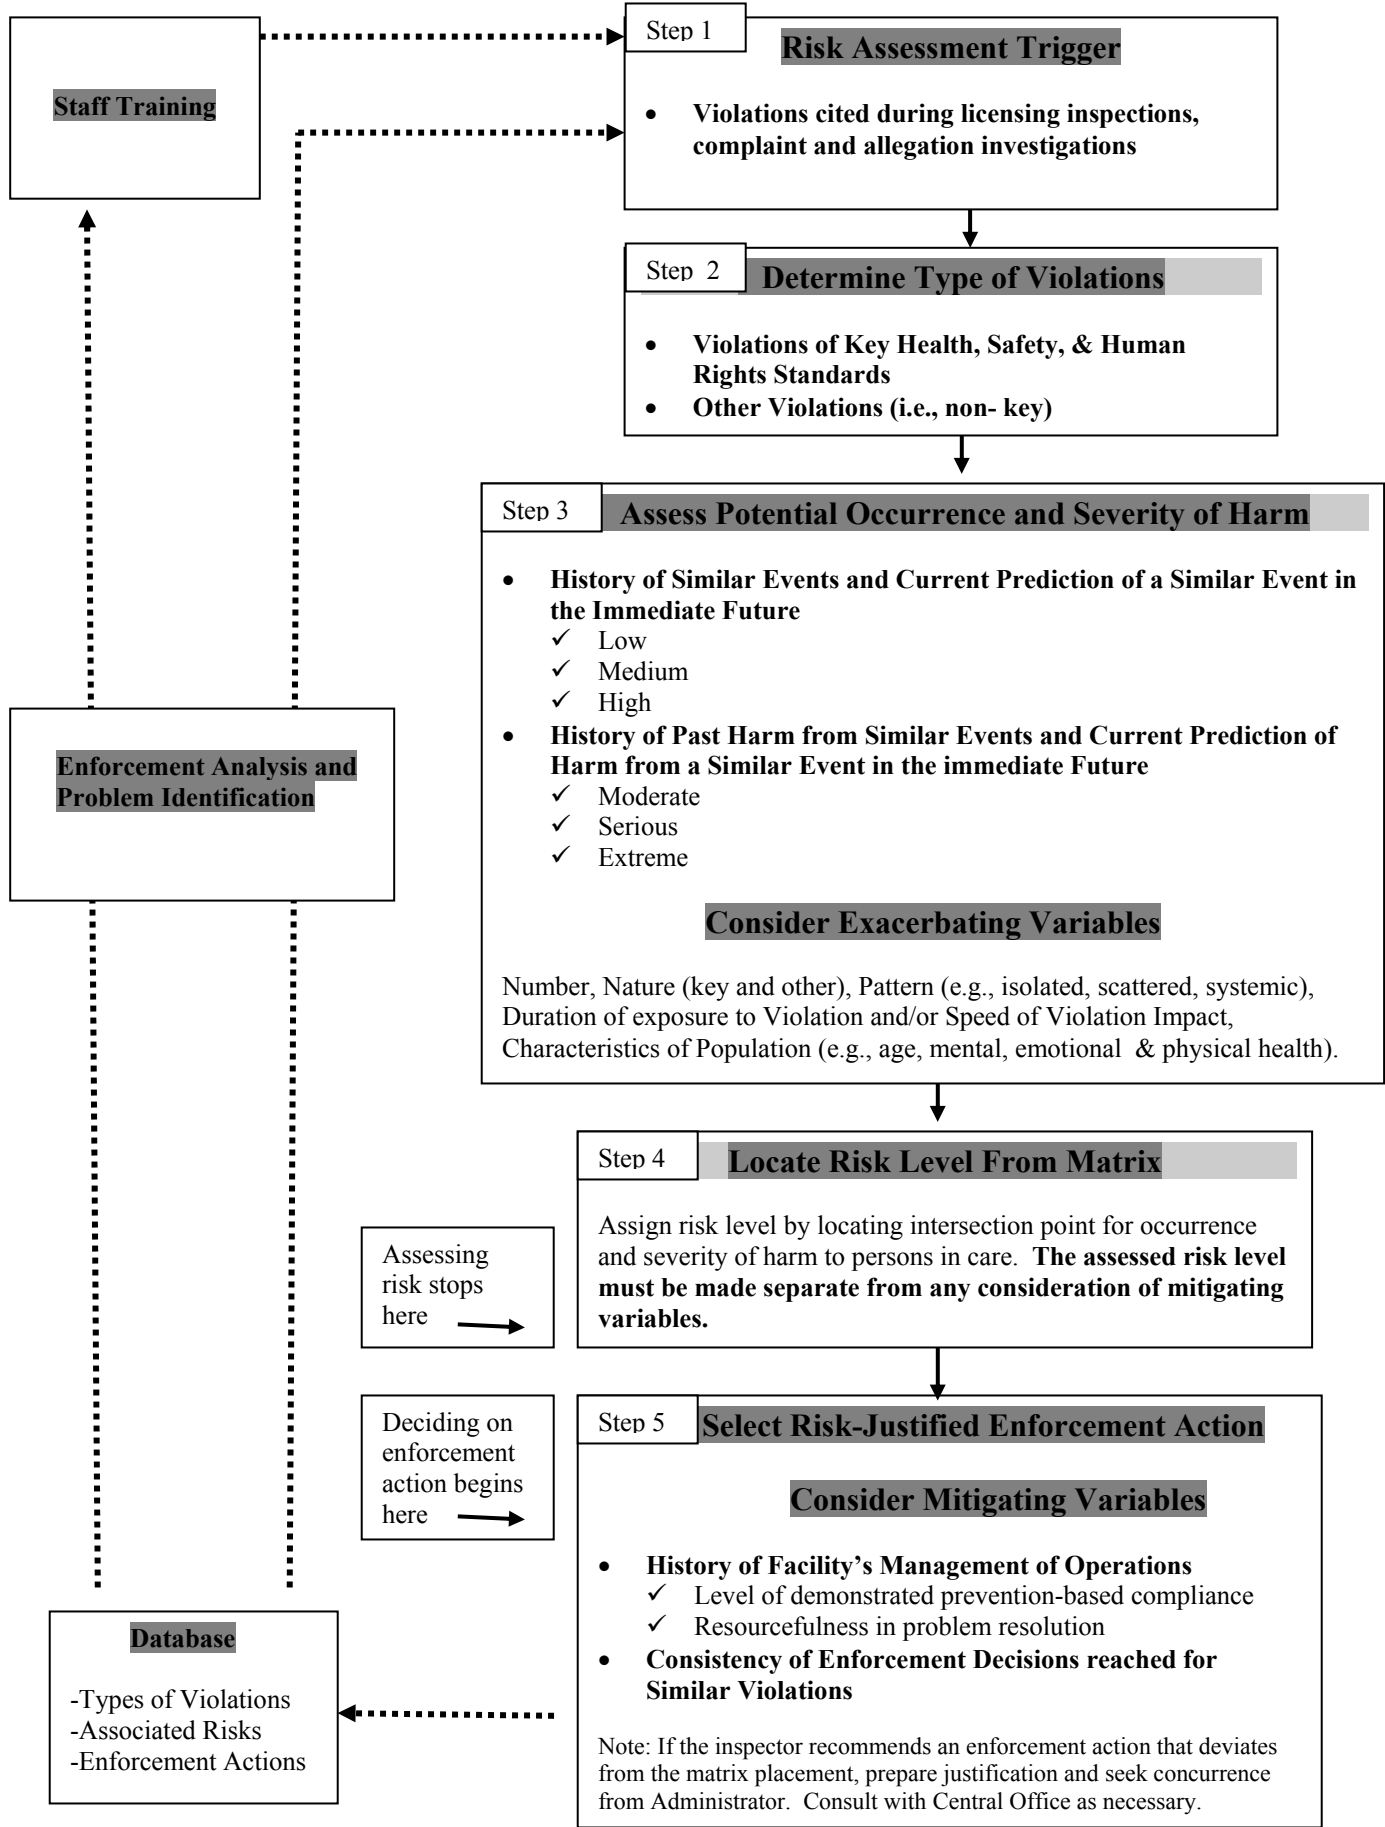 Staff Training
Step 1
Risk Assessment Trigger
• Violations cited during licensing inspections,
complaint and allegation investigations
Step 2
Determine Type of Violations
• Violations of Key Health, Safety, & Human
Rights Standards
• Other Violations (i.e., non- key)
Step 3
Assess Potential Occurrence and Severity of Harm
• History of Similar Events and Current Prediction of a Similar Event in
the Immediate Future
✓ Low
✓ Medium
✓ High
• History of Past Harm from Similar Events and Current Prediction of
Harm from a Similar Event in the immediate Future
✓ Moderate
✓ Serious
✓ Extreme
Consider Exacerbating Variables
Number, Nature (key and other), Pattern (e.g., isolated, scattered, systemic),
Duration of exposure to Violation and/or Speed of Violation Impact,
Characteristics of Population (e.g., age, mental, emotional & physical health).
Enforcement Analysis and
Problem Identification
Step 4
Locate Risk Level From Matrix
Assign risk level by locating intersection point for occurrence
and severity of harm to persons in care. The assessed risk level
must be made separate from any consideration of mitigating
variables.
Assessing
risk stops
here
Deciding on
enforcement
action begins
here
Step 5
Select Risk-Justified Enforcement Action
Consider Mitigating Variables
• History of Facility’s Management of Operations
✓ Level of demonstrated prevention-based compliance
✓ Resourcefulness in problem resolution
• Consistency of Enforcement Decisions reached for
Similar Violations
Note: If the inspector recommends an enforcement action that deviates
from the matrix placement, prepare justification and seek concurrence
from Administrator. Consult with Central Office as necessary.
Database
-Types of Violations
-Associated Risks
-Enforcement Actions